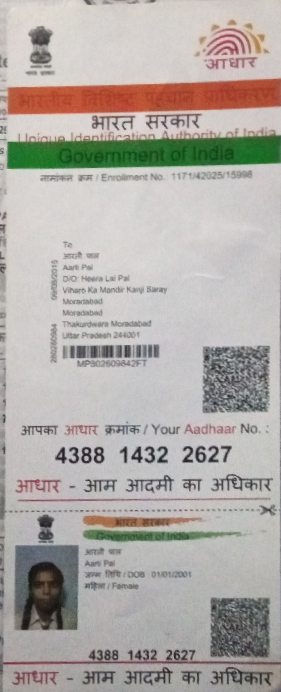 आधार
भारतीय विशिष्ट पहचान प्राधिकरण
भारत सरकार
Unique Identification Authority of India
Government of India
नामांकन क्रम / Enrollment No.: 1171/42025/15998
To
आरती पाल
Aarti Pal
D/O: Heera Lal Pal
Viharo Ka Mandir Kanji Saray
Moradabad
Moradabad
Thakurdwara Moradabad
Uttar Pradesh 244001
MP802609842FT
आपका आधार क्रमांक / Your Aadhaar No. :
4388 1432 2627
आधार - आम आदमी का अधिकार
भारत सरकार
Government of India
आरती पाल
Aarti Pal
जन्म तिथि / DOB : 01/01/2001
महिला / Female
4388 1432 2627
आधार - आम आदमी का अधिकार